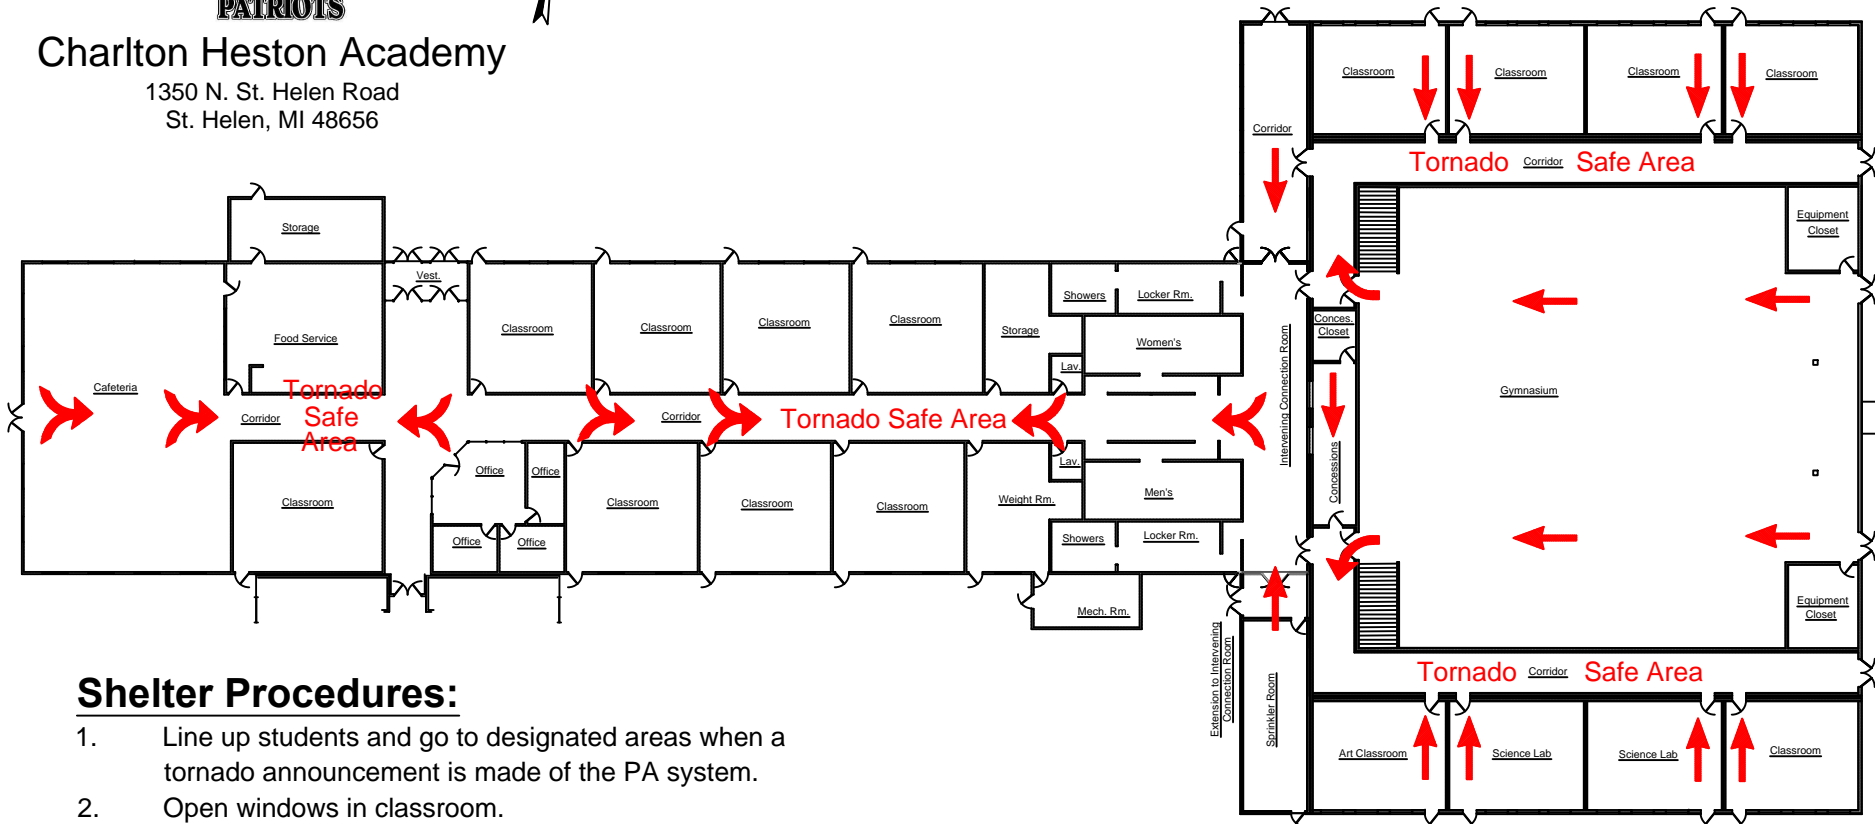 PATRIOTS
Charlton Heston Academy
1350 N. St. Helen Road
St. Helen, MI 48656
Classroom
Classroom
Classroom
Classroom
Corridor
Tornado Corridor Safe Area
Storage
Equipment
Closet
Vest.
Showers
Locker Rm.
Food Service
Classroom
Classroom
Classroom
Classroom
Storage
Women's
Conces.
Closet
Lav.
Intervening Connection Room
Cafeteria
Gymnasium
Tornado
Safe
Area
Corridor
Corridor
Tornado Safe Area
Concessions
Office
Office
Lav.
Classroom
Classroom
Classroom
Classroom
Weight Rm.
Men's
Office
Office
Showers
Locker Rm.
Mech. Rm.
Equipment
Closet
Extension to Intervening
Connection Room
Sprinkler Room
Tornado Corridor Safe Area
Art Classroom
Science Lab
Science Lab
Classroom
Shelter Procedures:
1. Line up students and go to designated areas when a
tornado announcement is made of the PA system.
2. Open windows in classroom.